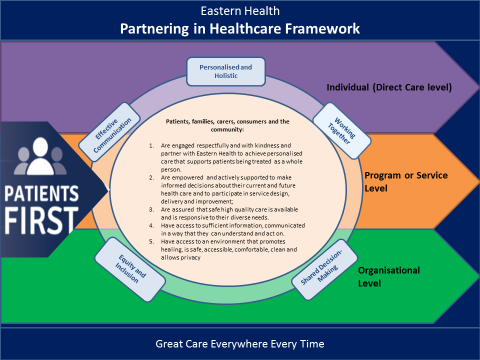 Eastern Health
Partnering in Healthcare Framework
Personalised and
Holistic
Individual (Direct Care level)
Effective
Communication
Working
Together
Patients, families, carers, consumers and the
community:
1. Are engaged respectfully and with kindness and
partner with Eastern Health to achieve personalised
care that supports patients being treated as a whole
person.
2. Are empowered and actively supported to make
informed decisions about their current and future
health care and to participate in service design,
delivery and improvement;
3. Are assured that safe high quality care is available
and is responsive to their diverse needs.
4. Have access to sufficient information, communicated
in a way that they can understand and act on.
5. Have access to an environment that promotes
healing, is safe, accessible, comfortable, clean and
allows privacy
PATIENTS
FIRST
Program or Service
Level
Equity and
Inclusion
Shared Decision-
Making
Organisational
Level
Great Care Everywhere Every Time